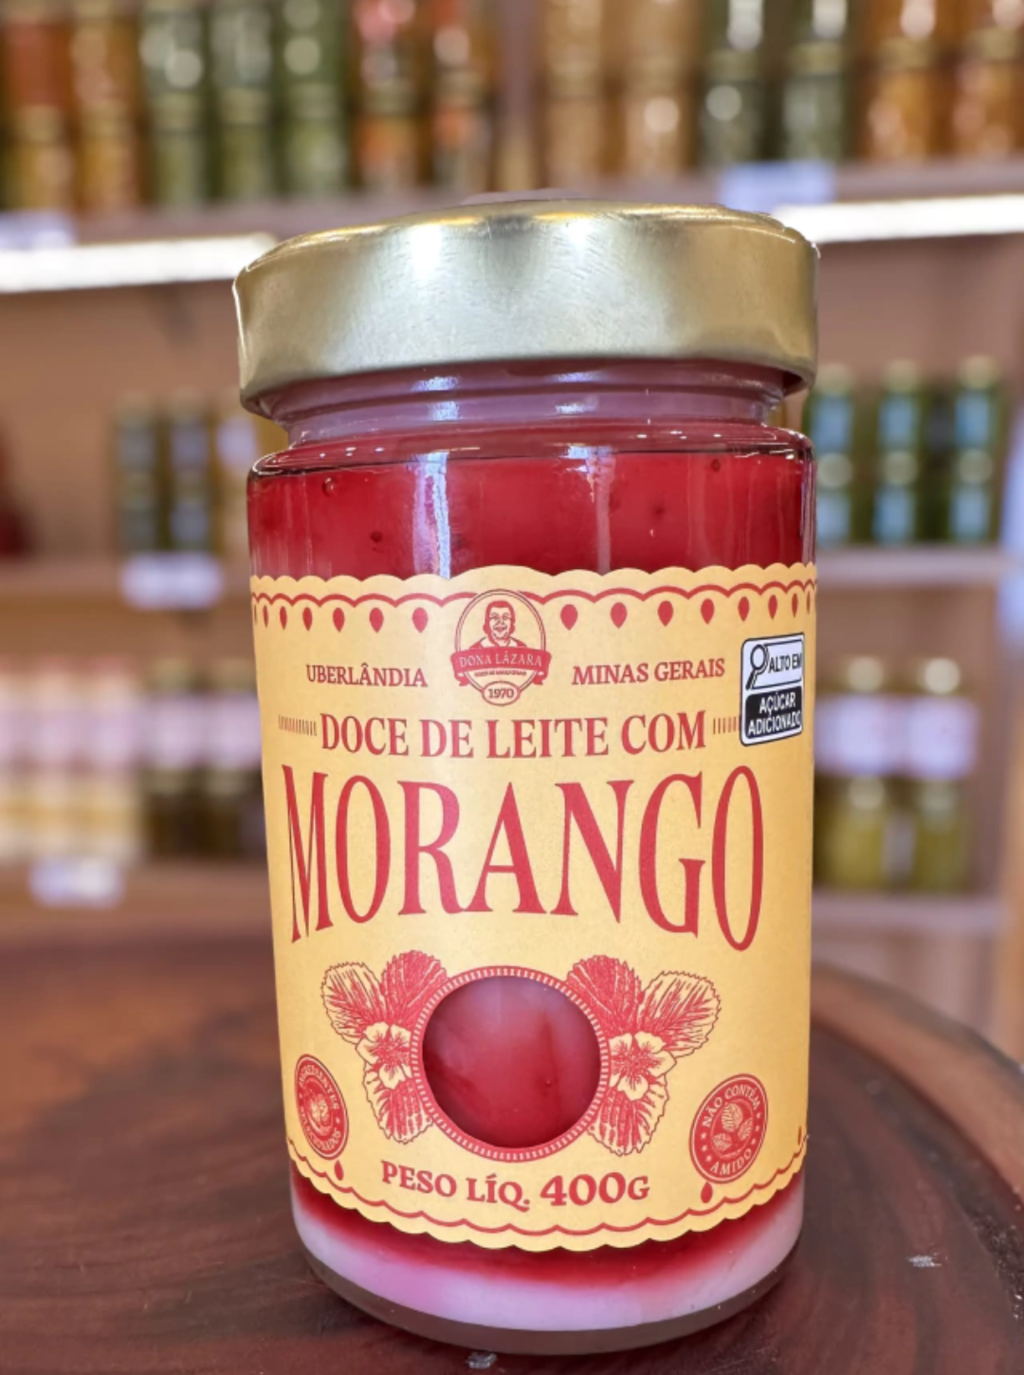 DONA LÁZARA
1970
UBERLÂNDIA
MINAS GERAIS
ALTO EM
AÇÚCAR
ADICIONADO
DOCE DE LEITE COM
MORANGO
NÃO CONTÉM
AMIDO
PESO LÍQ. 400G